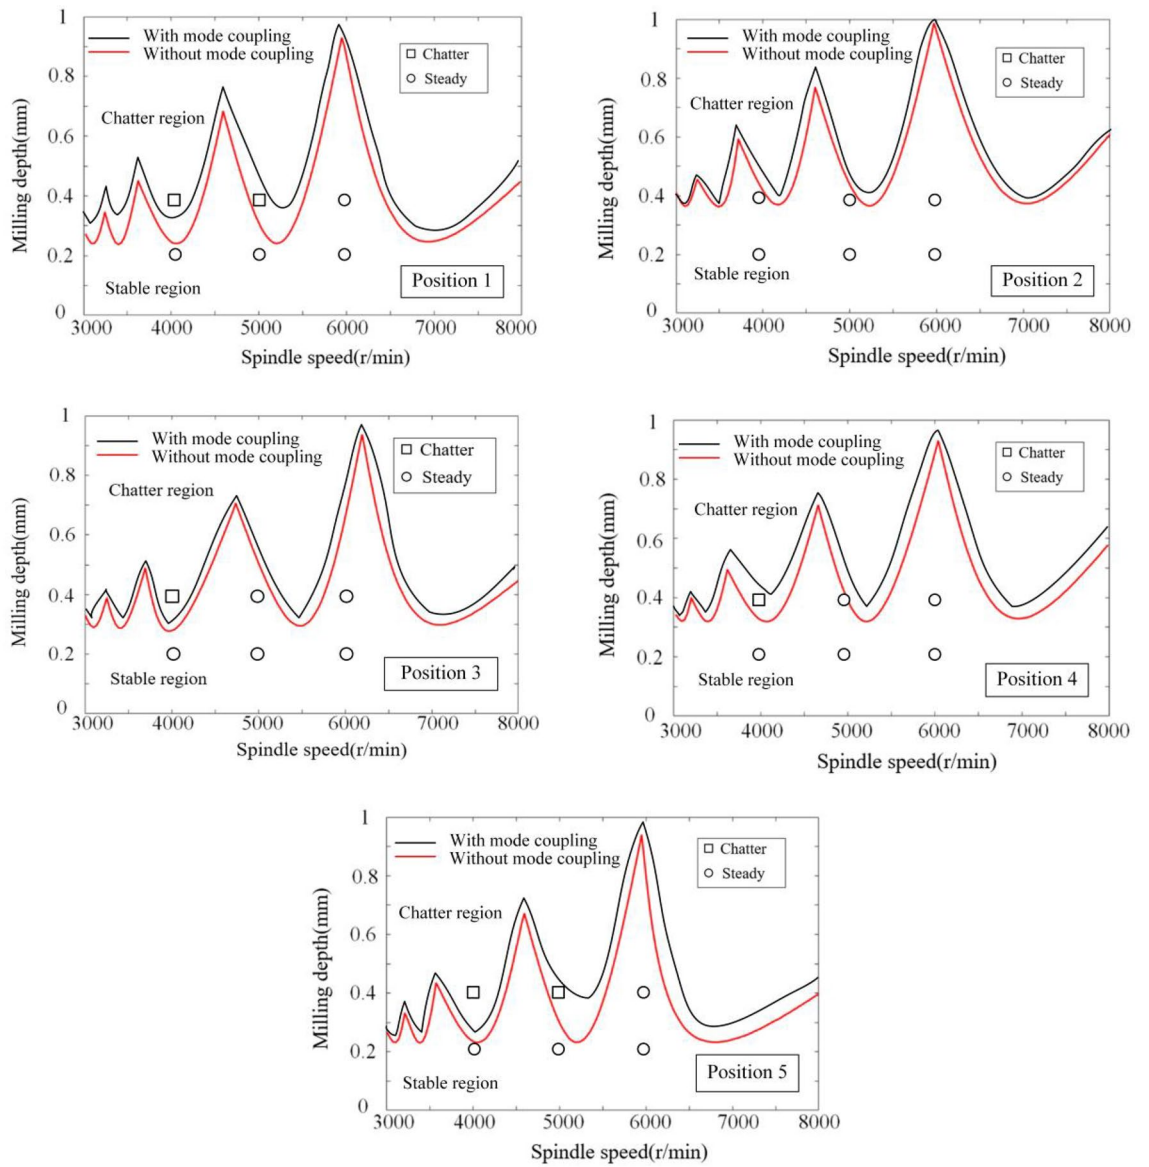 1
With mode coupling
Without mode coupling
Chatter
Steady
0.8
Chatter region
0.6
0.4
0.2
Stable region
Position 1
0
3000 4000 5000 6000 7000 8000
Spindle speed(r/min)
Milling depth(mm)
1
With mode coupling
Without mode coupling
Chatter
Steady
0.8
Chatter region
0.6
0.4
0.2
Stable region
Position 2
0
3000 4000 5000 6000 7000 8000
Spindle speed(r/min)
Milling depth(mm)
1
With mode coupling
Without mode coupling
Chatter
Steady
0.8
Chatter region
0.6
0.4
0.2
Stable region
Position 3
0
3000 4000 5000 6000 7000 8000
Spindle speed(r/min)
Milling depth(mm)
1
With mode coupling
Without mode coupling
Chatter
Steady
0.8
Chatter region
0.6
0.4
0.2
Stable region
Position 4
0
3000 4000 5000 6000 7000 8000
Spindle speed(r/min)
Milling depth(mm)
1
With mode coupling
Without mode coupling
Chatter
Steady
0.8
Chatter region
0.6
0.4
0.2
Stable region
Position 5
0
3000 4000 5000 6000 7000 8000
Spindle speed(r/min)
Milling depth(mm)